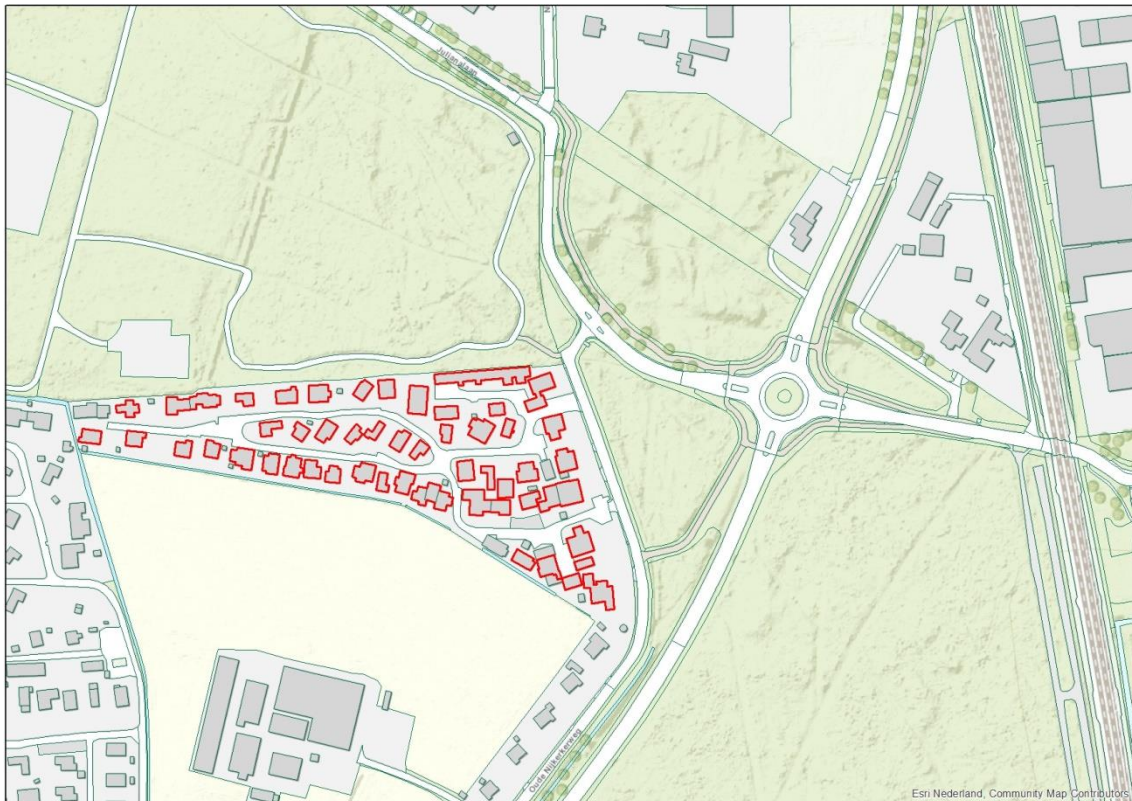 Julianalaan
N
Oude Nijkerkerweg
Esri Nederland, Community Map Contributors